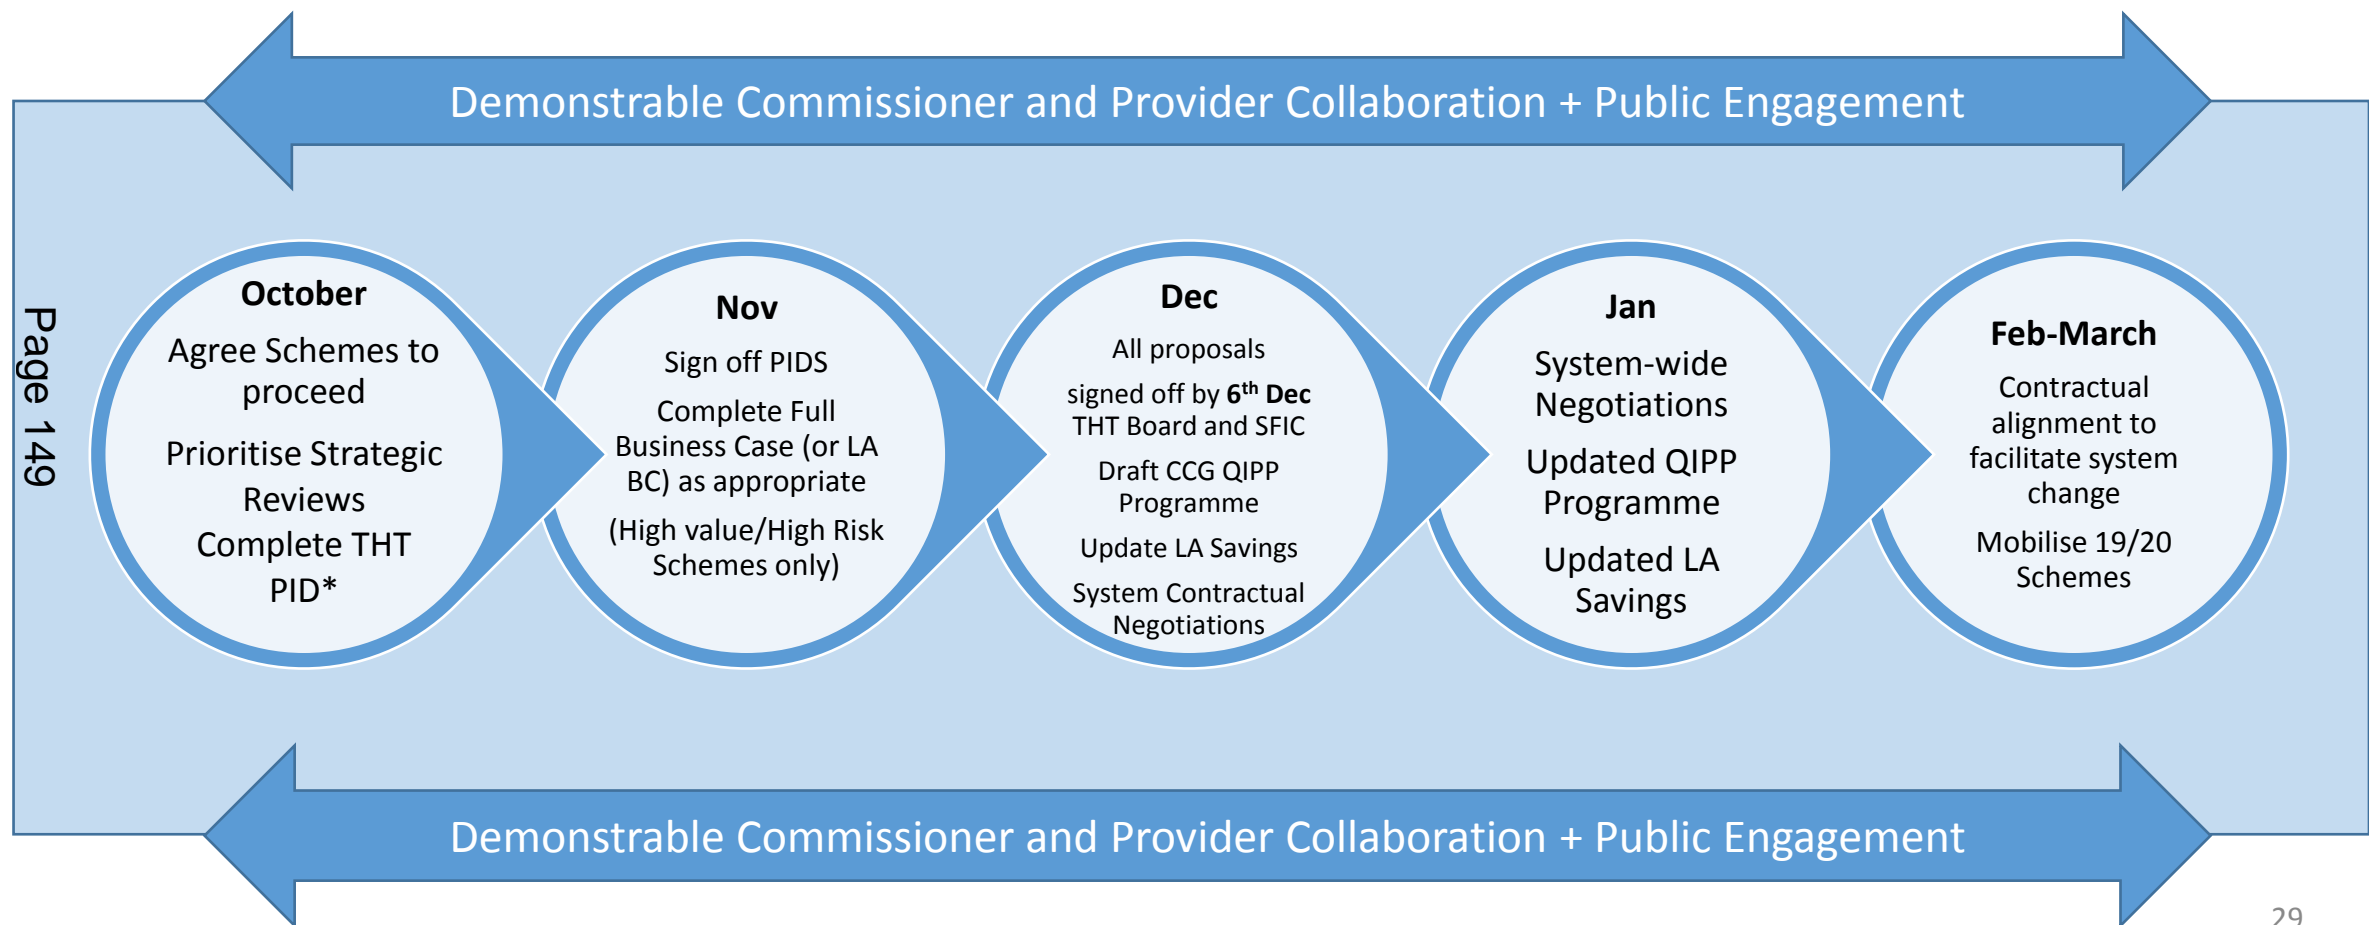 Demonstrable Commissioner and Provider Collaboration + Public Engagement
Page 149
October
Agree Schemes to
proceed
Prioritise Strategic
Reviews
Complete THT
PID*
Nov
Sign off PIDS
Complete Full
Business Case (or LA
BC) as appropriate
(High value/High Risk
Schemes only)
Dec
All proposals
signed off by 6th Dec
THT Board and SFIC
Draft CCG QIPP
Programme
Update LA Savings
System Contractual
Negotiations
Jan
System-wide
Negotiations
Updated QIPP
Programme
Updated LA
Savings
Feb-March
Contractual
alignment to
facilitate system
change
Mobilise 19/20
Schemes
Demonstrable Commissioner and Provider Collaboration + Public Engagement
29